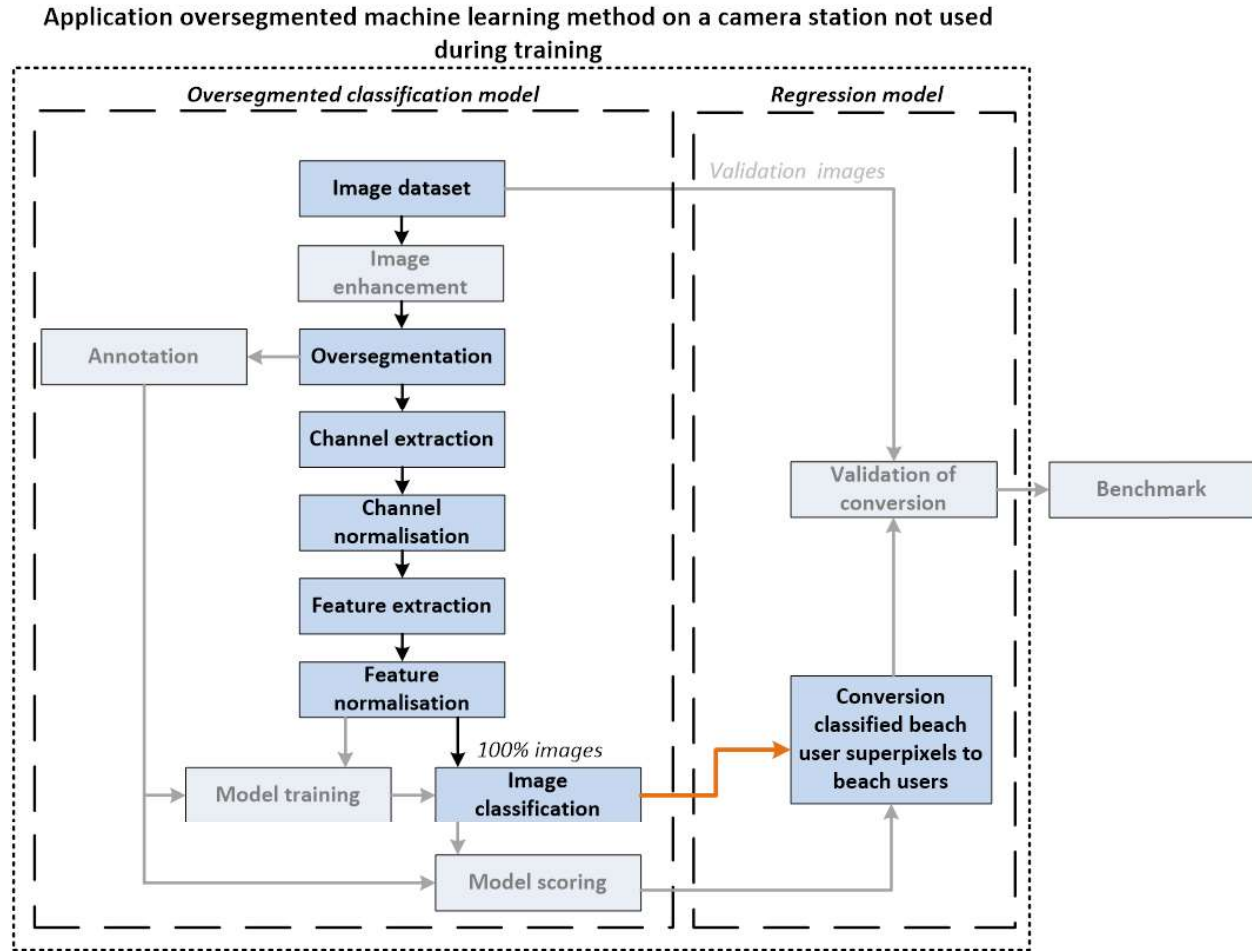 Application oversegmented machine learning method on a camera station not used
during training
Oversegmented classification model
Regression model
Image dataset
Validation images
Image
enhancement
Annotation
Oversegmentation
Channel extraction
Validation of
conversion
Benchmark
Channel
normalisation
Feature extraction
Feature
normalisation
Conversion
classified beach
user superpixels to
beach users
100% images
Model training
Image
classification
Model scoring